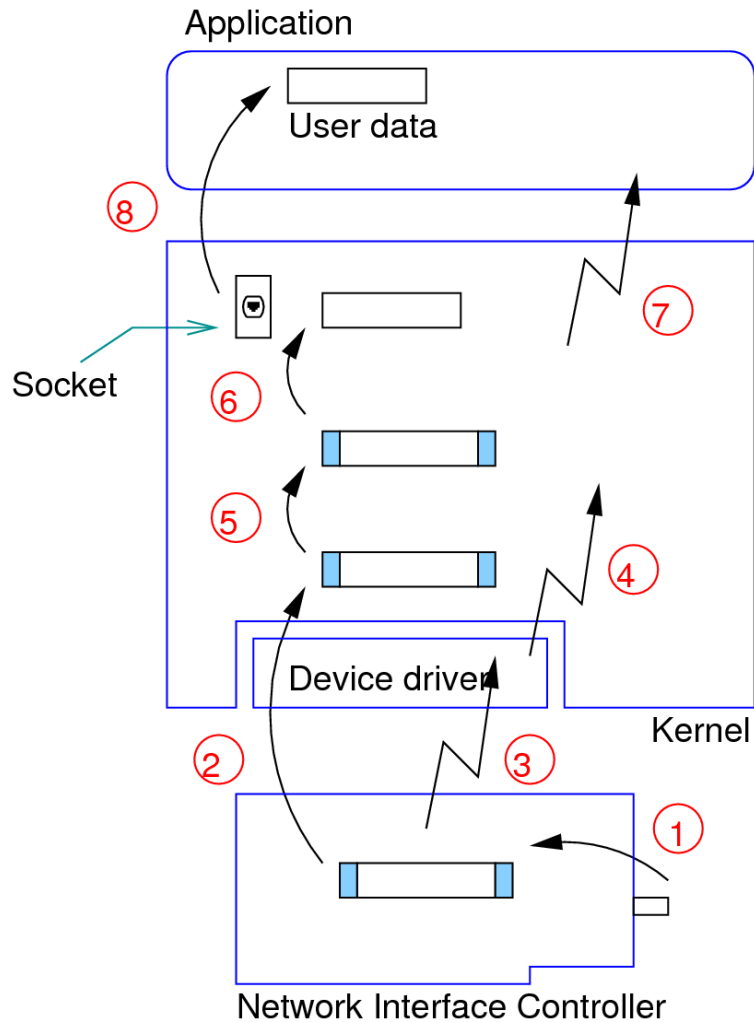 Application
User data
8
7
Socket
6
5
4
Device driver
Kernel
2
3
1
Network Interface Controller